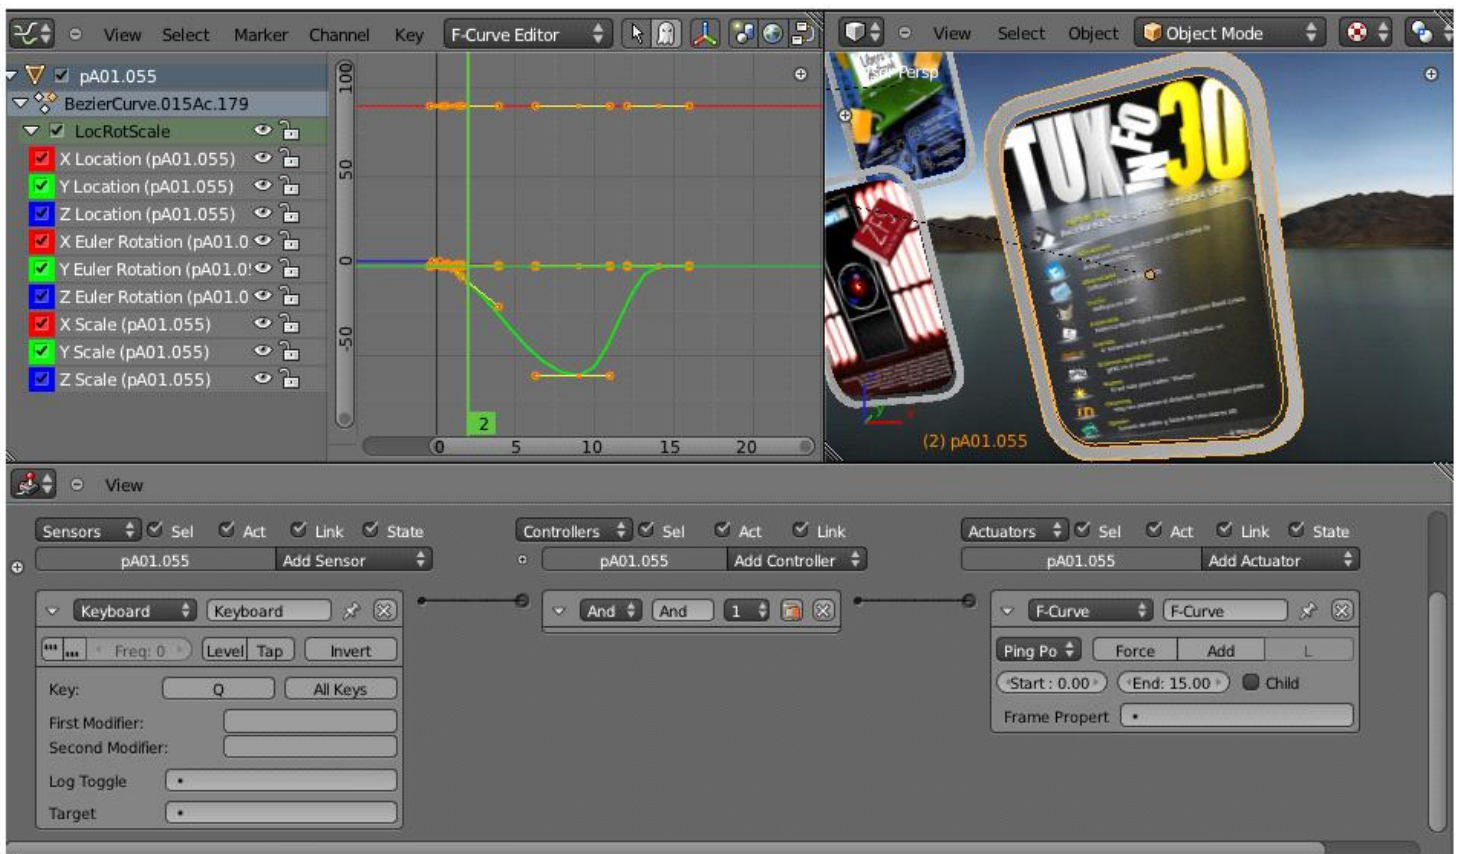 View Select Marker Channel Key F-Curve Editor
View Select Object Object Mode
pA01.055
BezierCurve.015Ac.179
LocRotScale
X Location (pA01.055)
Y Location (pA01.055)
Z Location (pA01.055)
X Euler Rotation (pA01.0
Y Euler Rotation (pA01.0!
Z Euler Rotation (pA01.0
X Scale (pA01.055)
Y Scale (pA01.055)
Z Scale (pA01.055)
100
50
0
-50
2
0 5 10 15 20
User Persp
TUX
INFO
30
ZFS
x
y
(2) pA01.055
View
Sensors Sel Act Link State
pA01.055 Add Sensor
Keyboard Keyboard
Freq: 0 Level Tap Invert
Key: Q All Keys
First Modifier:
Second Modifier:
Log Toggle
Target
Controllers Sel Act Link
pA01.055 Add Controller
And And 1
Actuators Sel Act Link State
pA01.055 Add Actuator
F-Curve F-Curve
Ping Po Force Add L
Start : 0.00 End: 15.00 Child
Frame Propert